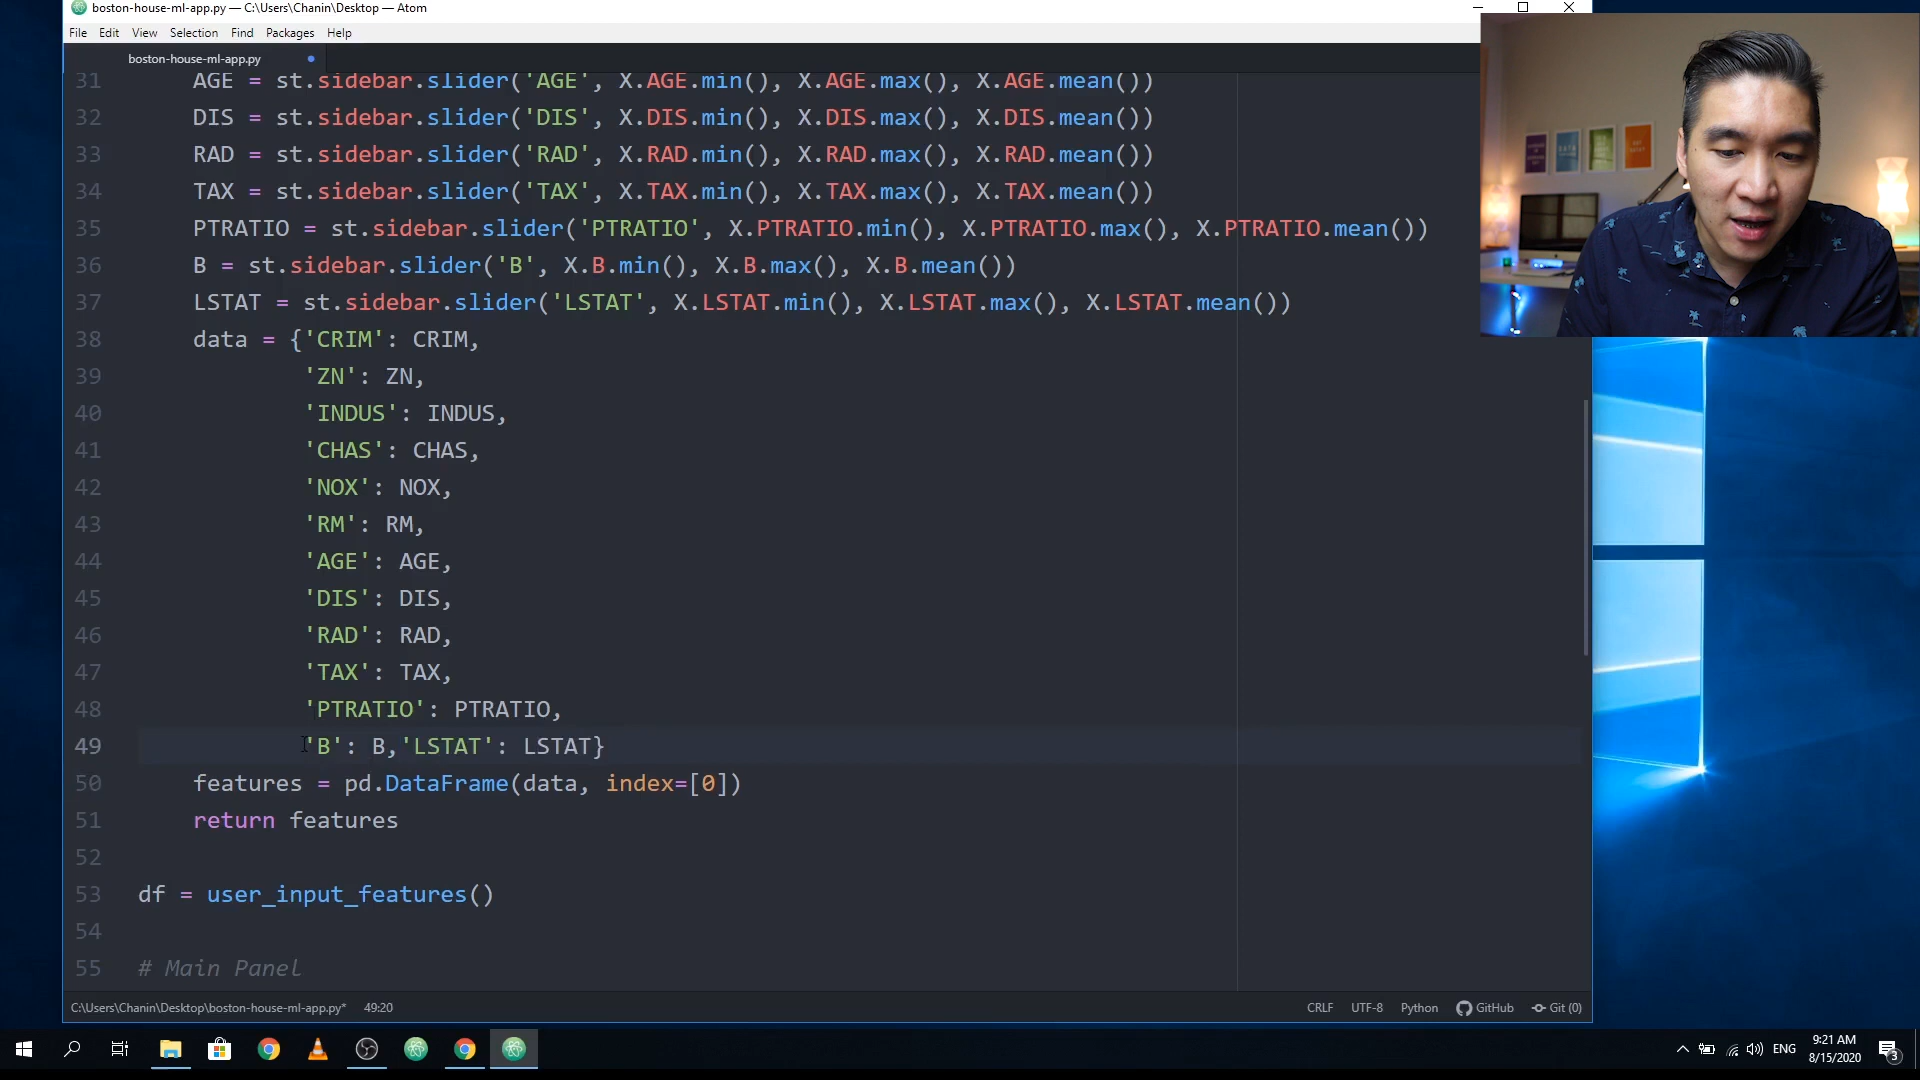 boston-house-ml-app.py — C:\Users\Chanin\Desktop — Atom
File Edit View Selection Find Packages Help
boston-house-ml-app.py
31 AGE = st.sidebar.slider('AGE', X.AGE.min(), X.AGE.max(), X.AGE.mean())
32 DIS = st.sidebar.slider('DIS', X.DIS.min(), X.DIS.max(), X.DIS.mean())
33 RAD = st.sidebar.slider('RAD', X.RAD.min(), X.RAD.max(), X.RAD.mean())
34 TAX = st.sidebar.slider('TAX', X.TAX.min(), X.TAX.max(), X.TAX.mean())
35 PTRATIO = st.sidebar.slider('PTRATIO', X.PTRATIO.min(), X.PTRATIO.max(), X.PTRATIO.mean())
36 B = st.sidebar.slider('B', X.B.min(), X.B.max(), X.B.mean())
37 LSTAT = st.sidebar.slider('LSTAT', X.LSTAT.min(), X.LSTAT.max(), X.LSTAT.mean())
38 data = {'CRIM': CRIM,
39 'ZN': ZN,
40 'INDUS': INDUS,
41 'CHAS': CHAS,
42 'NOX': NOX,
43 'RM': RM,
44 'AGE': AGE,
45 'DIS': DIS,
46 'RAD': RAD,
47 'TAX': TAX,
48 'PTRATIO': PTRATIO,
49 'B': B,'LSTAT': LSTAT}
50 features = pd.DataFrame(data, index=[0])
51 return features
52
53 df = user_input_features()
54
55 # Main Panel
C:\Users\Chanin\Desktop\boston-house-ml-app.py* 49:20 CRLF UTF-8 Python GitHub Git (0)
ENG 9:21 AM
8/15/2020 3